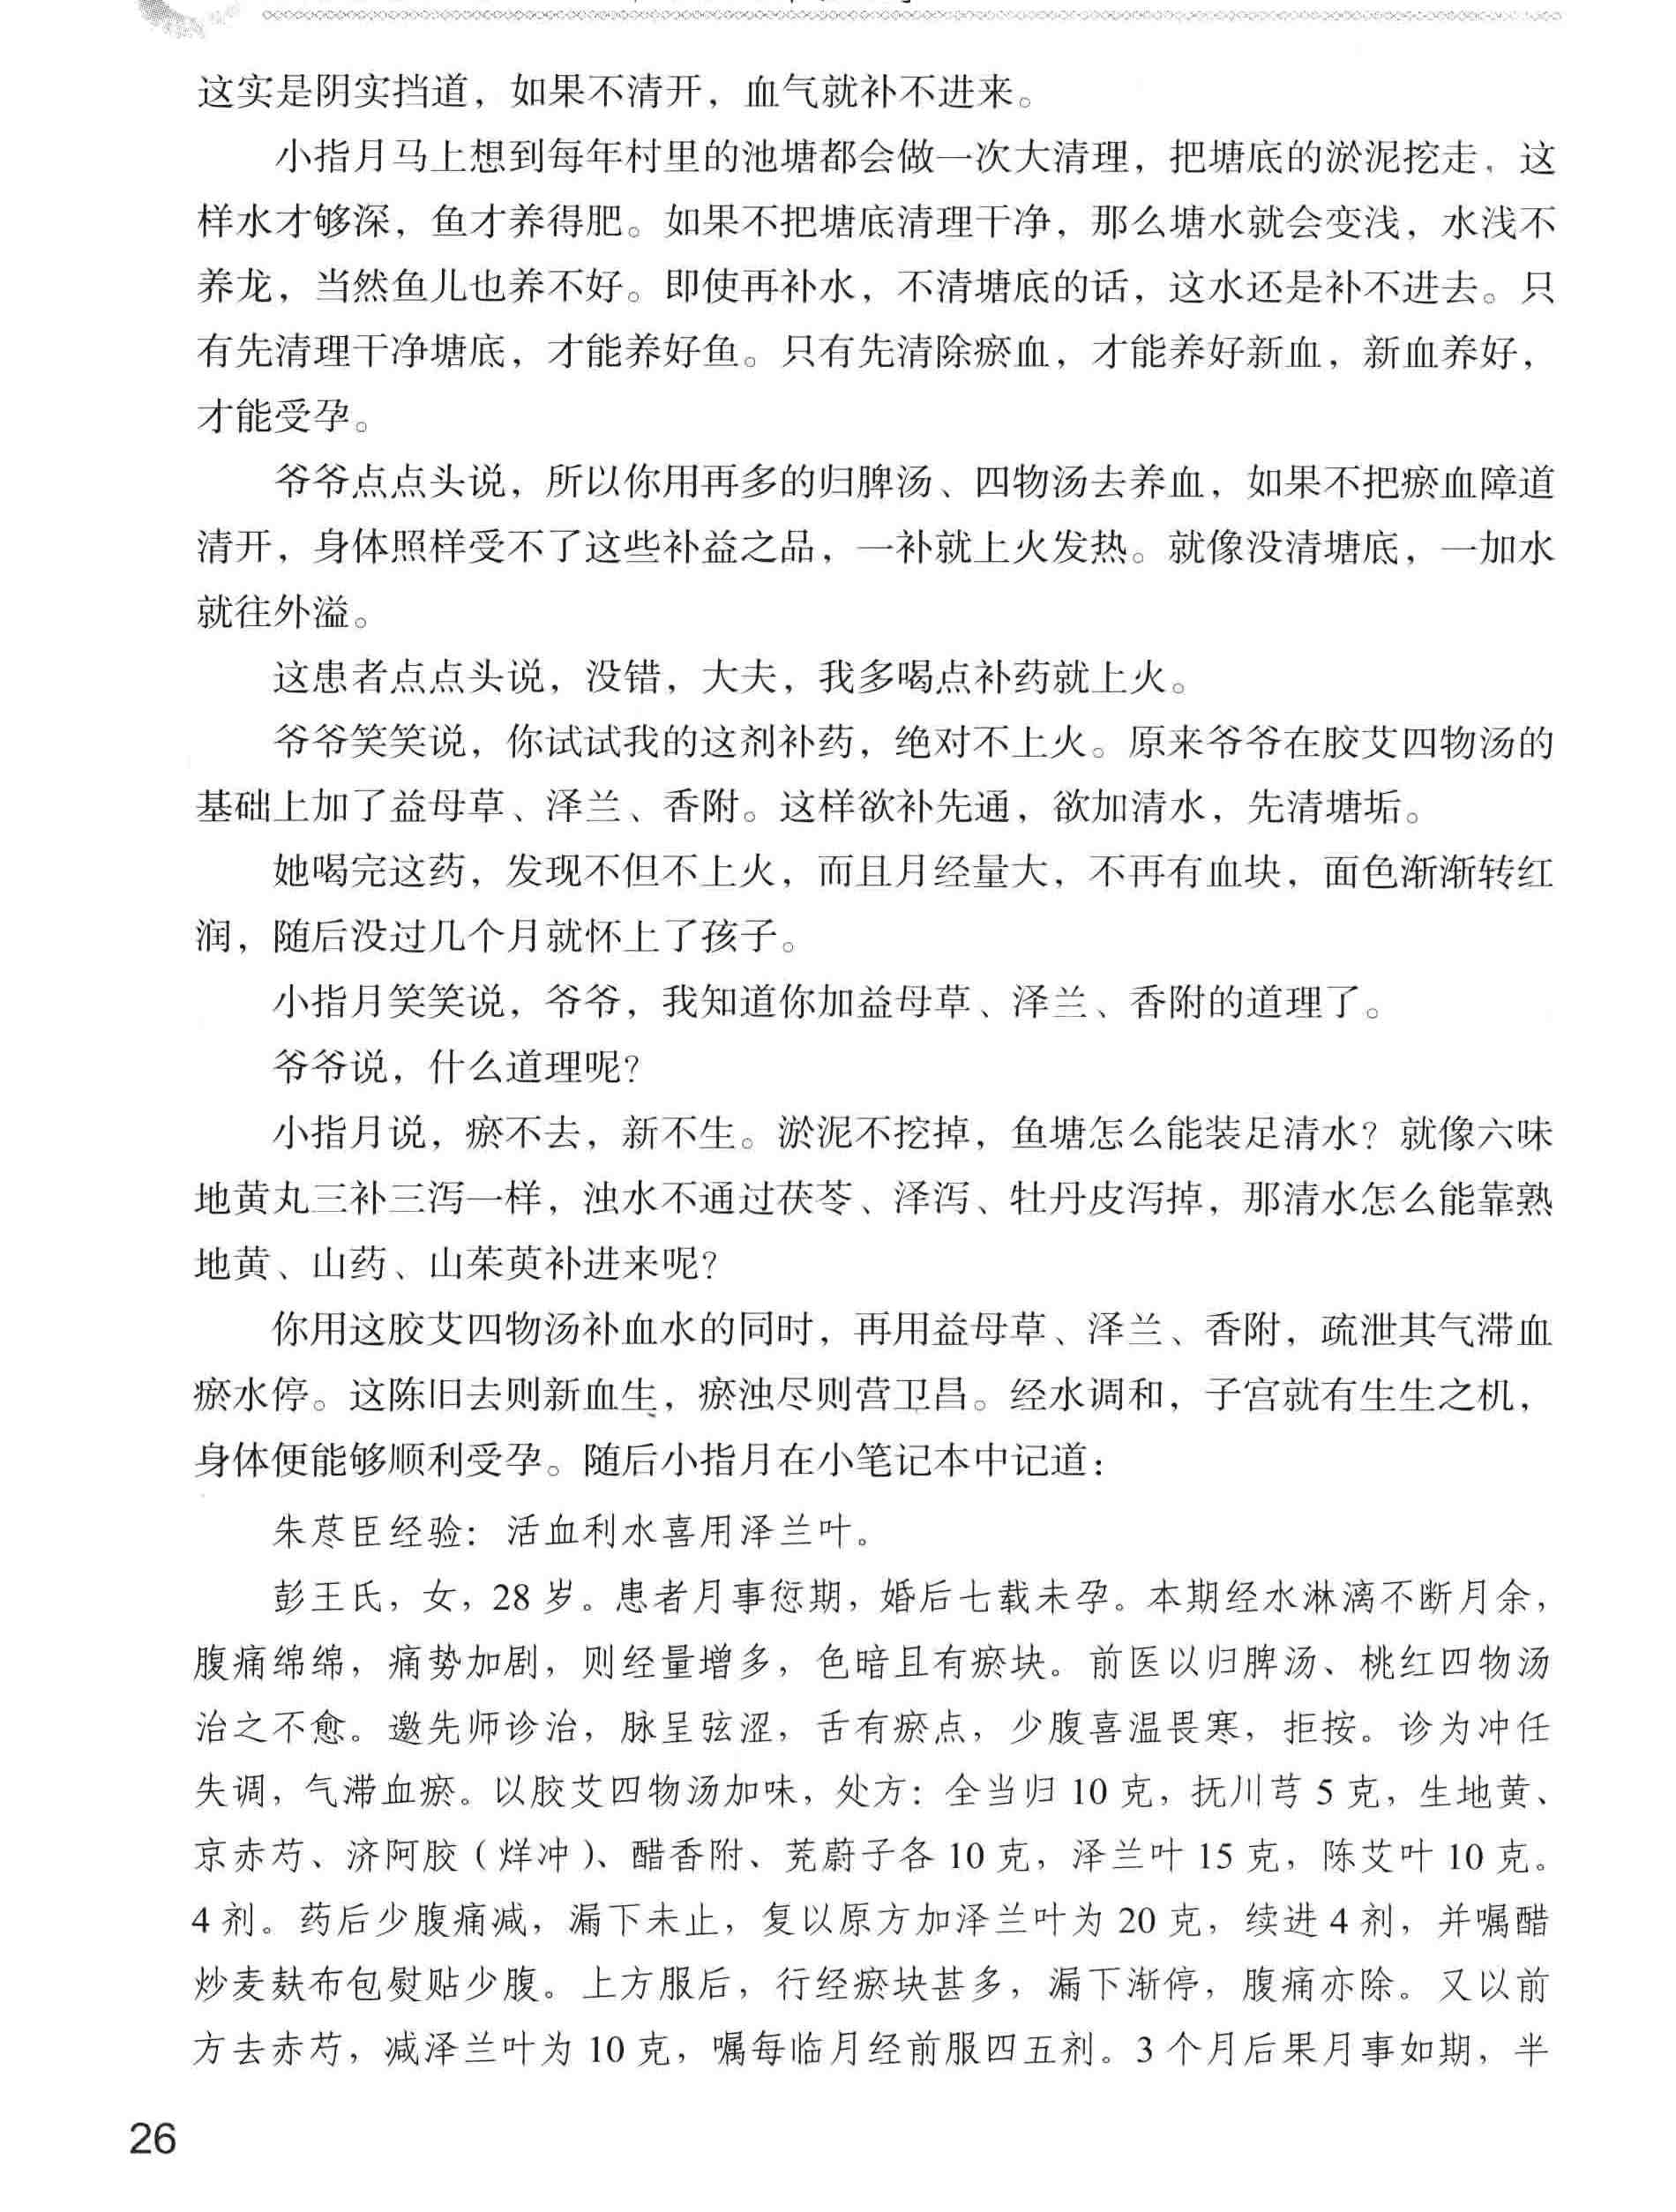 这实是阴实挡道，如果不清开，血气就补不进来。
小指月马上想到每年村里的池塘都会做一次大清理，把塘底的淤泥挖走，这
样水才够深，鱼才养得肥。如果不把塘底清理干净，那么塘水就会变浅，水浅不
养龙，当然鱼儿也养不好。即使再补水，不清塘底的话，这水还是补不进去。只
有先清理干净塘底，才能养好鱼。只有先清除瘀血，才能养好新血，新血养好，
才能受孕。
爷爷点点头说，所以你用再多的归脾汤、四物汤去养血，如果不把瘀血障道
清开，身体照样受不了这些补益之品，一补就上火发热。就像没清塘底，一加水
就往外溢。
这患者点点头说，没错，大夫，我多喝点补药就上火。
爷爷笑笑说，你试试我的这剂补药，绝对不上火。原来爷爷在胶艾四物汤的
基础上加了益母草、泽兰、香附。这样欲补先通，欲加清水，先清塘垢。
她喝完这药，发现不但不上火，而且月经量大，不再有血块，面色渐渐转红
润，随后没过几个月就怀上了孩子。
小指月笑笑说，爷爷，我知道你加益母草、泽兰、香附的道理了。
爷爷说，什么道理呢？
小指月说，瘀不去，新不生。淤泥不挖掉，鱼塘怎么能装足清水？就像六味
地黄丸三补三泻一样，浊水不通过茯苓、泽泻、牡丹皮泻掉，那清水怎么能靠熟
地黄、山药、山茱萸补进来呢？
你用这胶艾四物汤补血水的同时，再用益母草、泽兰、香附，疏泄其气滞血
瘀水停。这陈旧去则新血生，瘀浊尽则营卫昌。经水调和，子宫就有生生之机，
身体便能够顺利受孕。随后小指月在小笔记本中记道：
朱荩臣经验：活血利水喜用泽兰叶。
彭王氏，女，28 岁。患者月事愆期，婚后七载未孕。本期经水淋漓不断月余，
腹痛绵绵，痛势加剧，则经量增多，色暗且有瘀块。前医以归脾汤、桃红四物汤
治之不愈。邀先师诊治，脉呈弦涩，舌有瘀点，少腹喜温畏寒，拒按。诊为冲任
失调，气滞血瘀。以胶艾四物汤加味，处方：全当归 10 克，抚川芎 5 克，生地黄、
京赤芍、济阿胶（烊冲）、醋香附、茺蔚子各 10 克，泽兰叶 15 克，陈艾叶 10 克。
4 剂。药后少腹痛减，漏下未止，复以原方加泽兰叶为 20 克，续进 4 剂，并嘱醋
炒麦麸布包熨贴少腹。上方服后，行经瘀块甚多，漏下渐停，腹痛亦除。又以前
方去赤芍，减泽兰叶为 10 克，嘱每临月经前服四五剂。3 个月后果月事如期，半
26